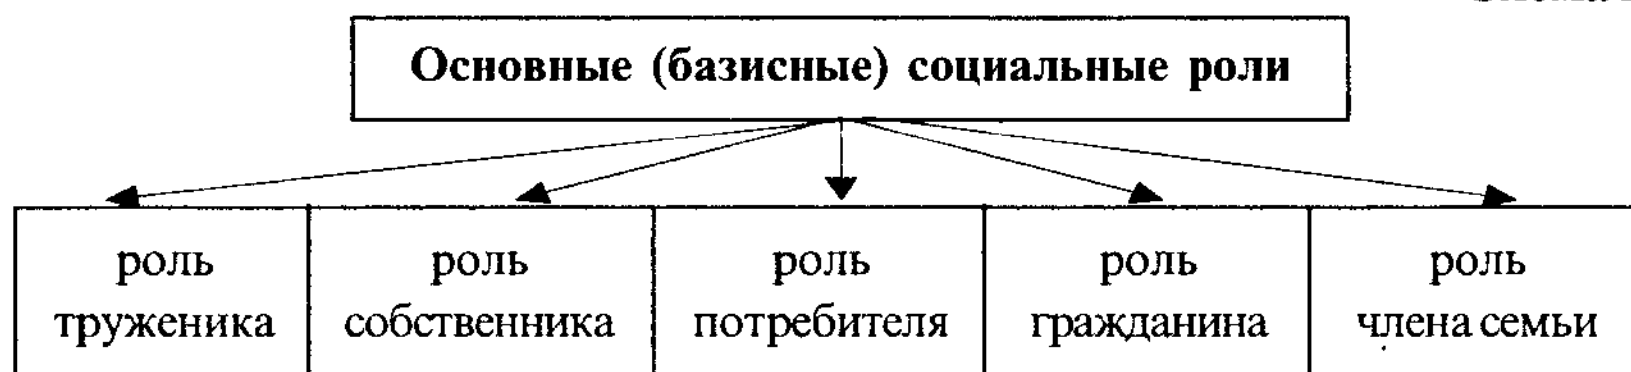 Основные (базисные) социальные роли
роль труженика
роль собственника
роль потребителя
роль гражданина
роль члена семьи